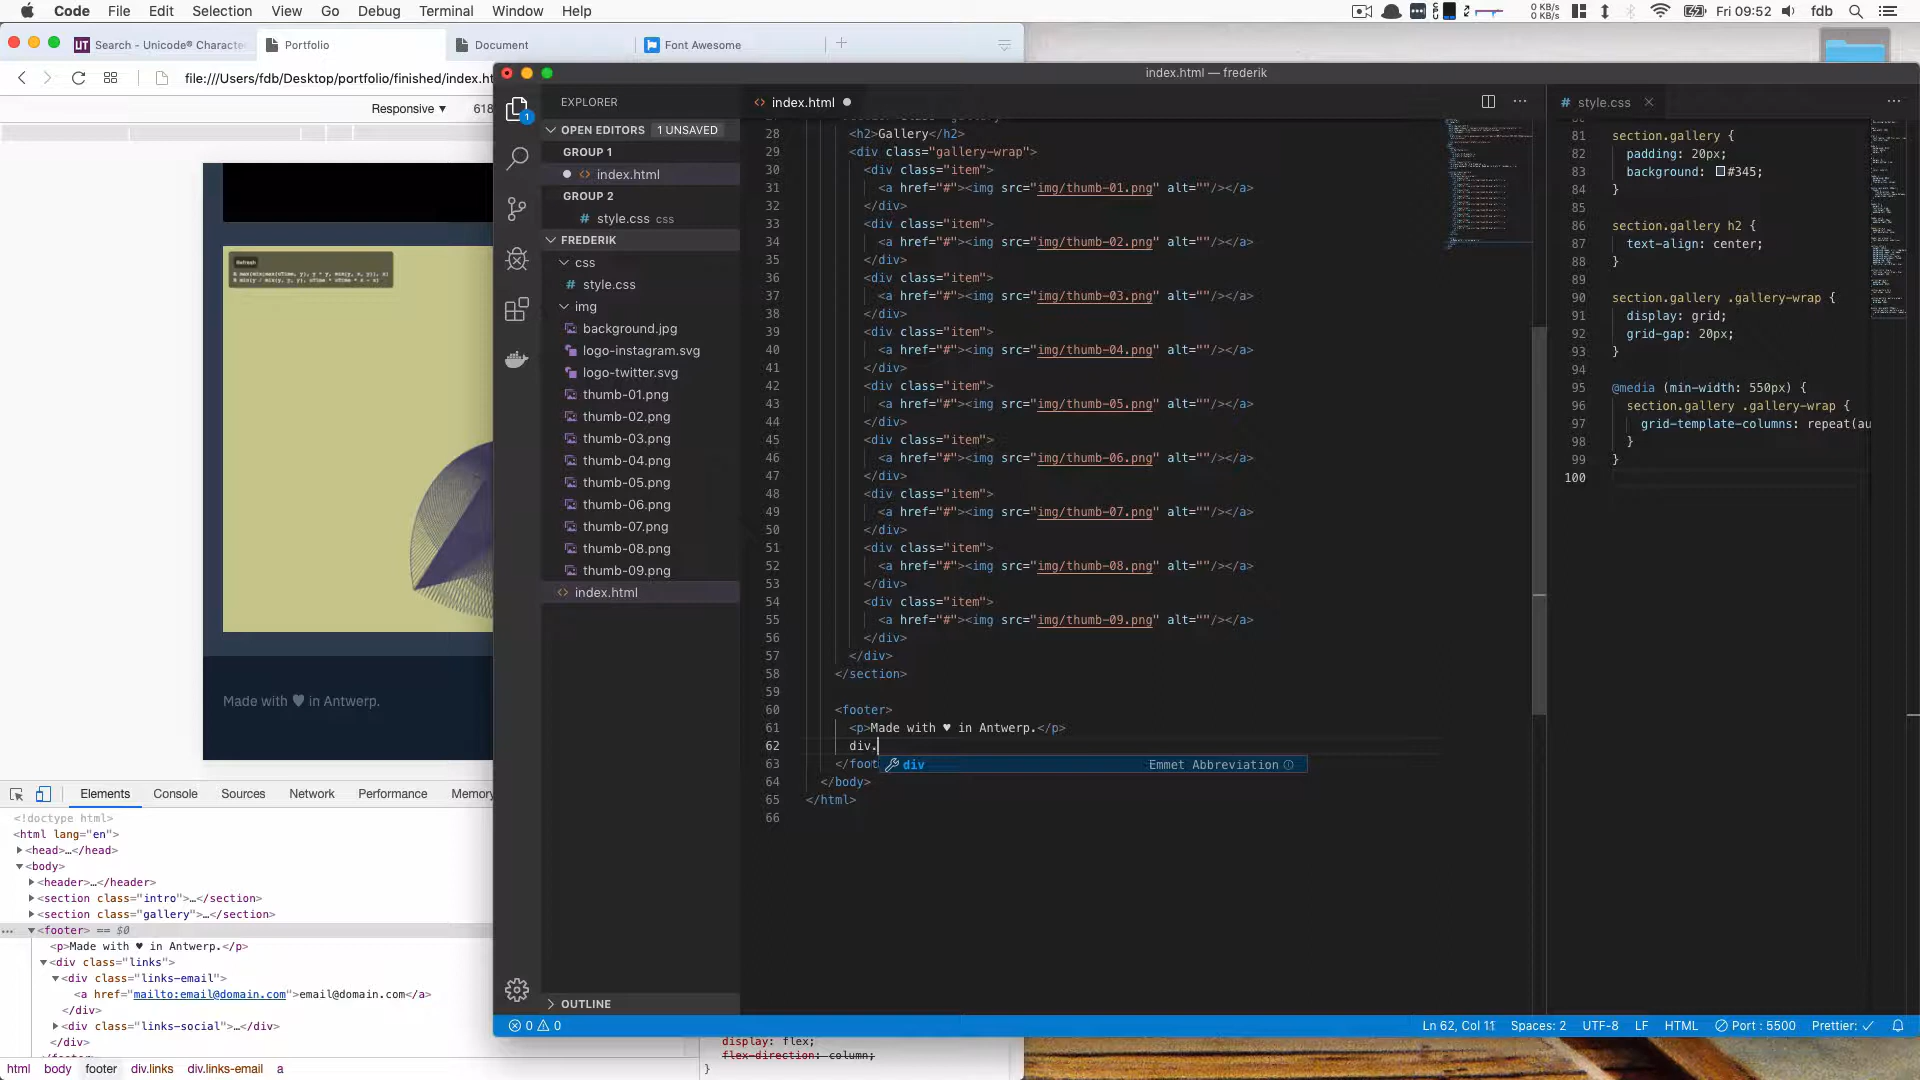 Code File Edit Selection View Go Debug Terminal Window Help
0 KB/s
0 KB/s
Fri 09:52 fdb
Search - Unicode® Characte
Portfolio
Document
Font Awesome
file:///Users/fdb/Desktop/portfolio/finished/index.ht
Responsive ▾ 618
index.html — frederik
EXPLORER
OPEN EDITORS 1 UNSAVED
GROUP 1
index.html
GROUP 2
style.css css
FREDERIK
css
style.css
img
background.jpg
logo-instagram.svg
logo-twitter.svg
thumb-01.png
thumb-02.png
thumb-03.png
thumb-04.png
thumb-05.png
thumb-06.png
thumb-07.png
thumb-08.png
thumb-09.png
index.html
OUTLINE
index.html
28 <h2>Gallery</h2>
29 <div class="gallery-wrap">
30 <div class="item">
31 <a href="#"><img src="img/thumb-01.png" alt=""/></a>
32 </div>
33 <div class="item">
34 <a href="#"><img src="img/thumb-02.png" alt=""/></a>
35 </div>
36 <div class="item">
37 <a href="#"><img src="img/thumb-03.png" alt=""/></a>
38 </div>
39 <div class="item">
40 <a href="#"><img src="img/thumb-04.png" alt=""/></a>
41 </div>
42 <div class="item">
43 <a href="#"><img src="img/thumb-05.png" alt=""/></a>
44 </div>
45 <div class="item">
46 <a href="#"><img src="img/thumb-06.png" alt=""/></a>
47 </div>
48 <div class="item">
49 <a href="#"><img src="img/thumb-07.png" alt=""/></a>
50 </div>
51 <div class="item">
52 <a href="#"><img src="img/thumb-08.png" alt=""/></a>
53 </div>
54 <div class="item">
55 <a href="#"><img src="img/thumb-09.png" alt=""/></a>
56 </div>
57 </div>
58 </section>
59
60 <footer>
61 <p>Made with ♥ in Antwerp.</p>
62 div.
63 </foot
div Emmet Abbreviation
64 </body>
65 </html>
66
style.css
81 section.gallery {
82 padding: 20px;
83 background: #345;
84 }
85
86 section.gallery h2 {
87 text-align: center;
88 }
89
90 section.gallery .gallery-wrap {
91 display: grid;
92 grid-gap: 20px;
93 }
94
95 @media (min-width: 550px) {
96 section.gallery .gallery-wrap {
97 grid-template-columns: repeat(au
98 }
99 }
100
Refresh
Made with ♥ in Antwerp.
Elements Console Sources Network Performance Memory
<!doctype html>
<html lang="en">
<head>…</head>
<body>
<header>…</header>
<section class="intro">…</section>
<section class="gallery">…</section>
<footer> == $0
<p>Made with ♥ in Antwerp.</p>
<div class="links">
<div class="links-email">
<a href="mailto:email@domain.com">email@domain.com</a>
</div>
<div class="links-social">…</div>
</div>
html body footer div.links div.links-email a
display: flex;
flex-direction: column;
}
0 0
Ln 62, Col 11 Spaces: 2 UTF-8 LF HTML Port : 5500 Prettier: ✓